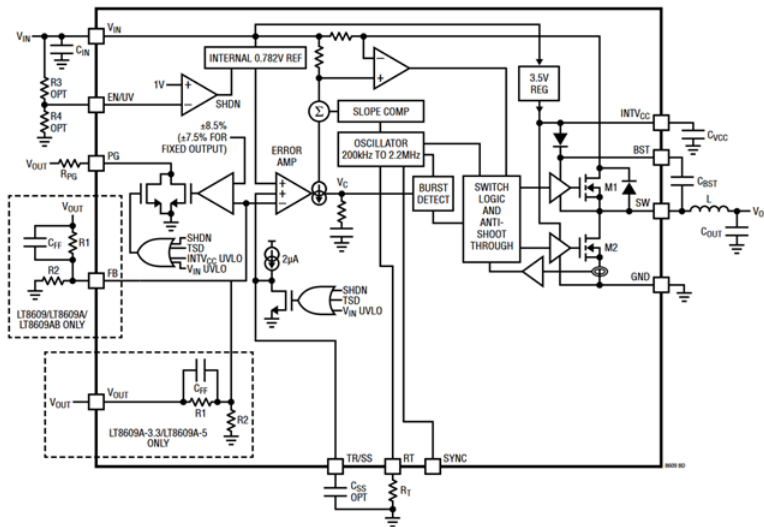 VIN
VIN
CIN
R3
OPT
R4
OPT
EN/UV
1V
+
−
SHDN
INTERNAL 0.782V REF
−
+
3.5V
REG
Σ
SLOPE COMP
OSCILLATOR
200kHz TO 2.2MHz
INTVCC
CVCC
BST
CBST
±8.5%
(±7.5% FOR
FIXED OUTPUT)
ERROR
AMP
+
+
−
VC
BURST
DETECT
SWITCH
LOGIC
AND
ANTI-
SHOOT
THROUGH
M1
SW
L
VO
COUT
M2
GND
VOUT
RPG
PG
VOUT
CFF
R1
R2
FB
LT8609/LT8609A/
LT8609AB ONLY
SHDN
TSD
INTVCC UVLO
VIN UVLO
2µA
SHDN
TSD
VIN UVLO
VOUT
VOUT
CFF
R1
R2
LT8609A-3.3/LT8609A-5
ONLY
TR/SS
RT
SYNC
CSS
OPT
RT
8609 BD